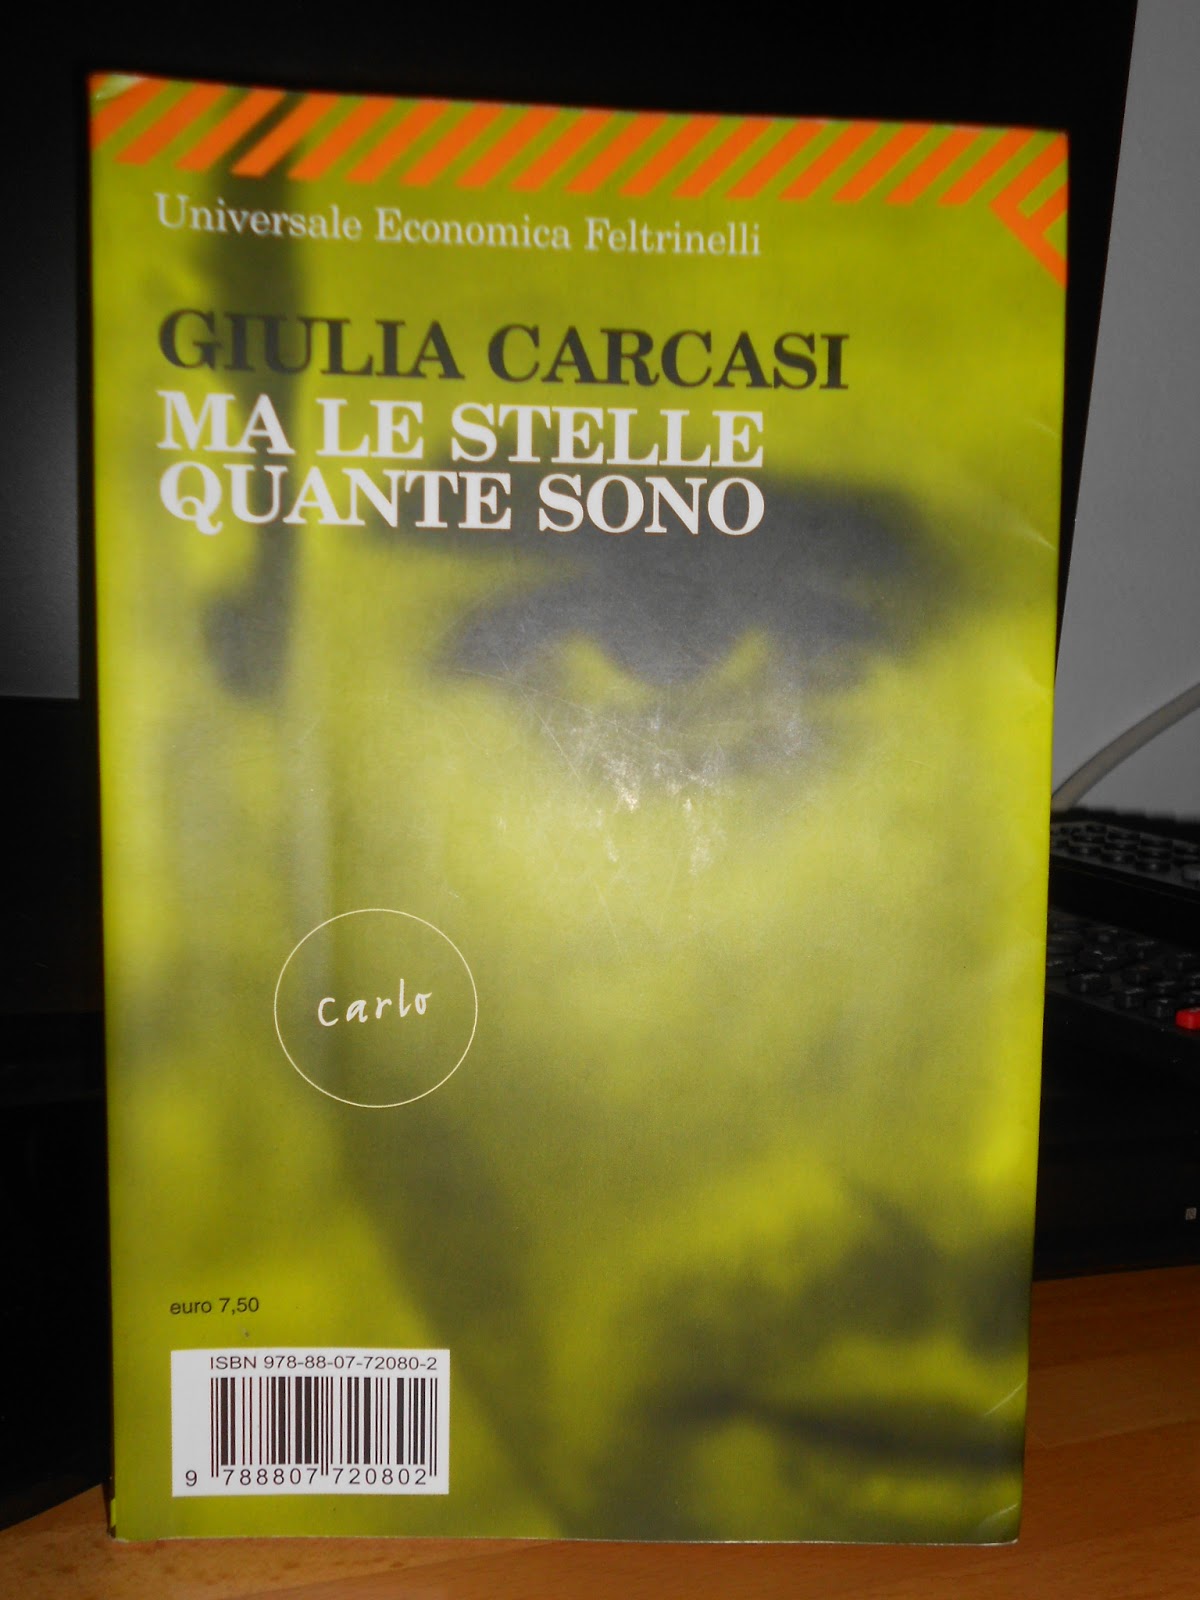 Universale Economica Feltrinelli
GIULIA CARCASI
MA LE STELLE
QUANTE SONO
carlo
euro 7,50
ISBN 978-88-07-72080-2
9 788807 720802